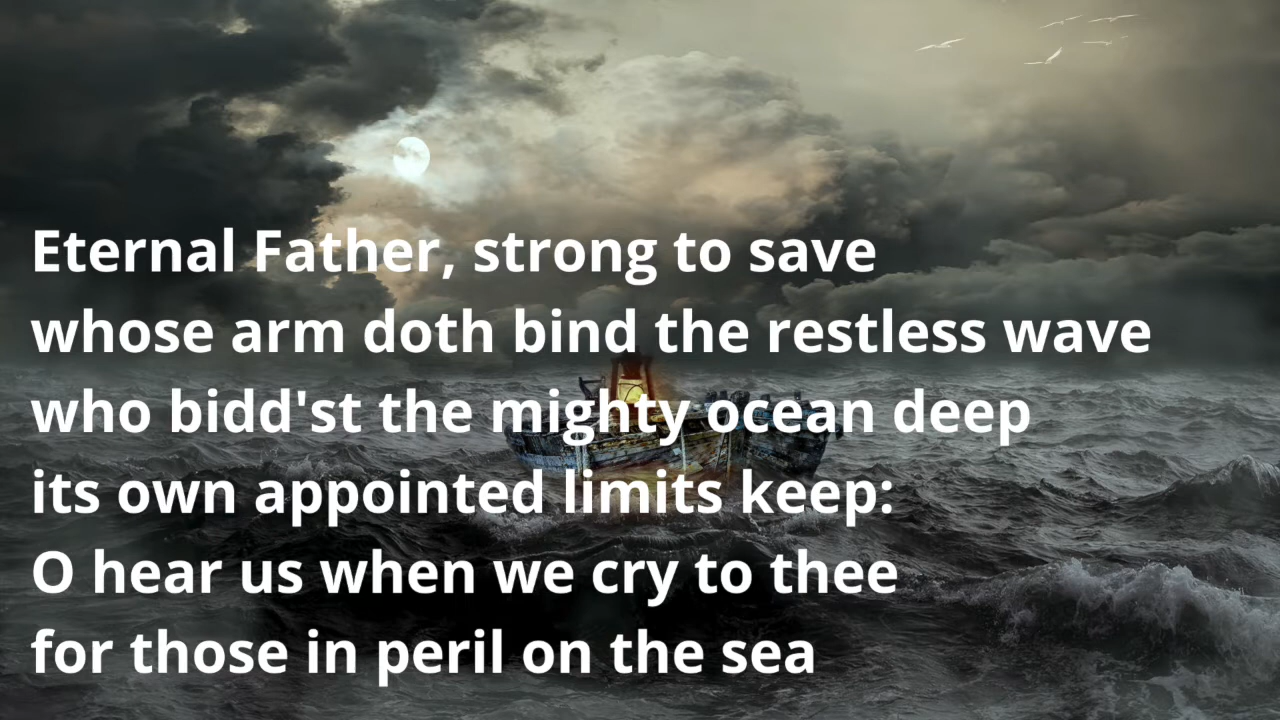 Eternal Father, strong to save
whose arm doth bind the restless wave
who bidd'st the mighty ocean deep
its own appointed limits keep:
O hear us when we cry to thee
for those in peril on the sea